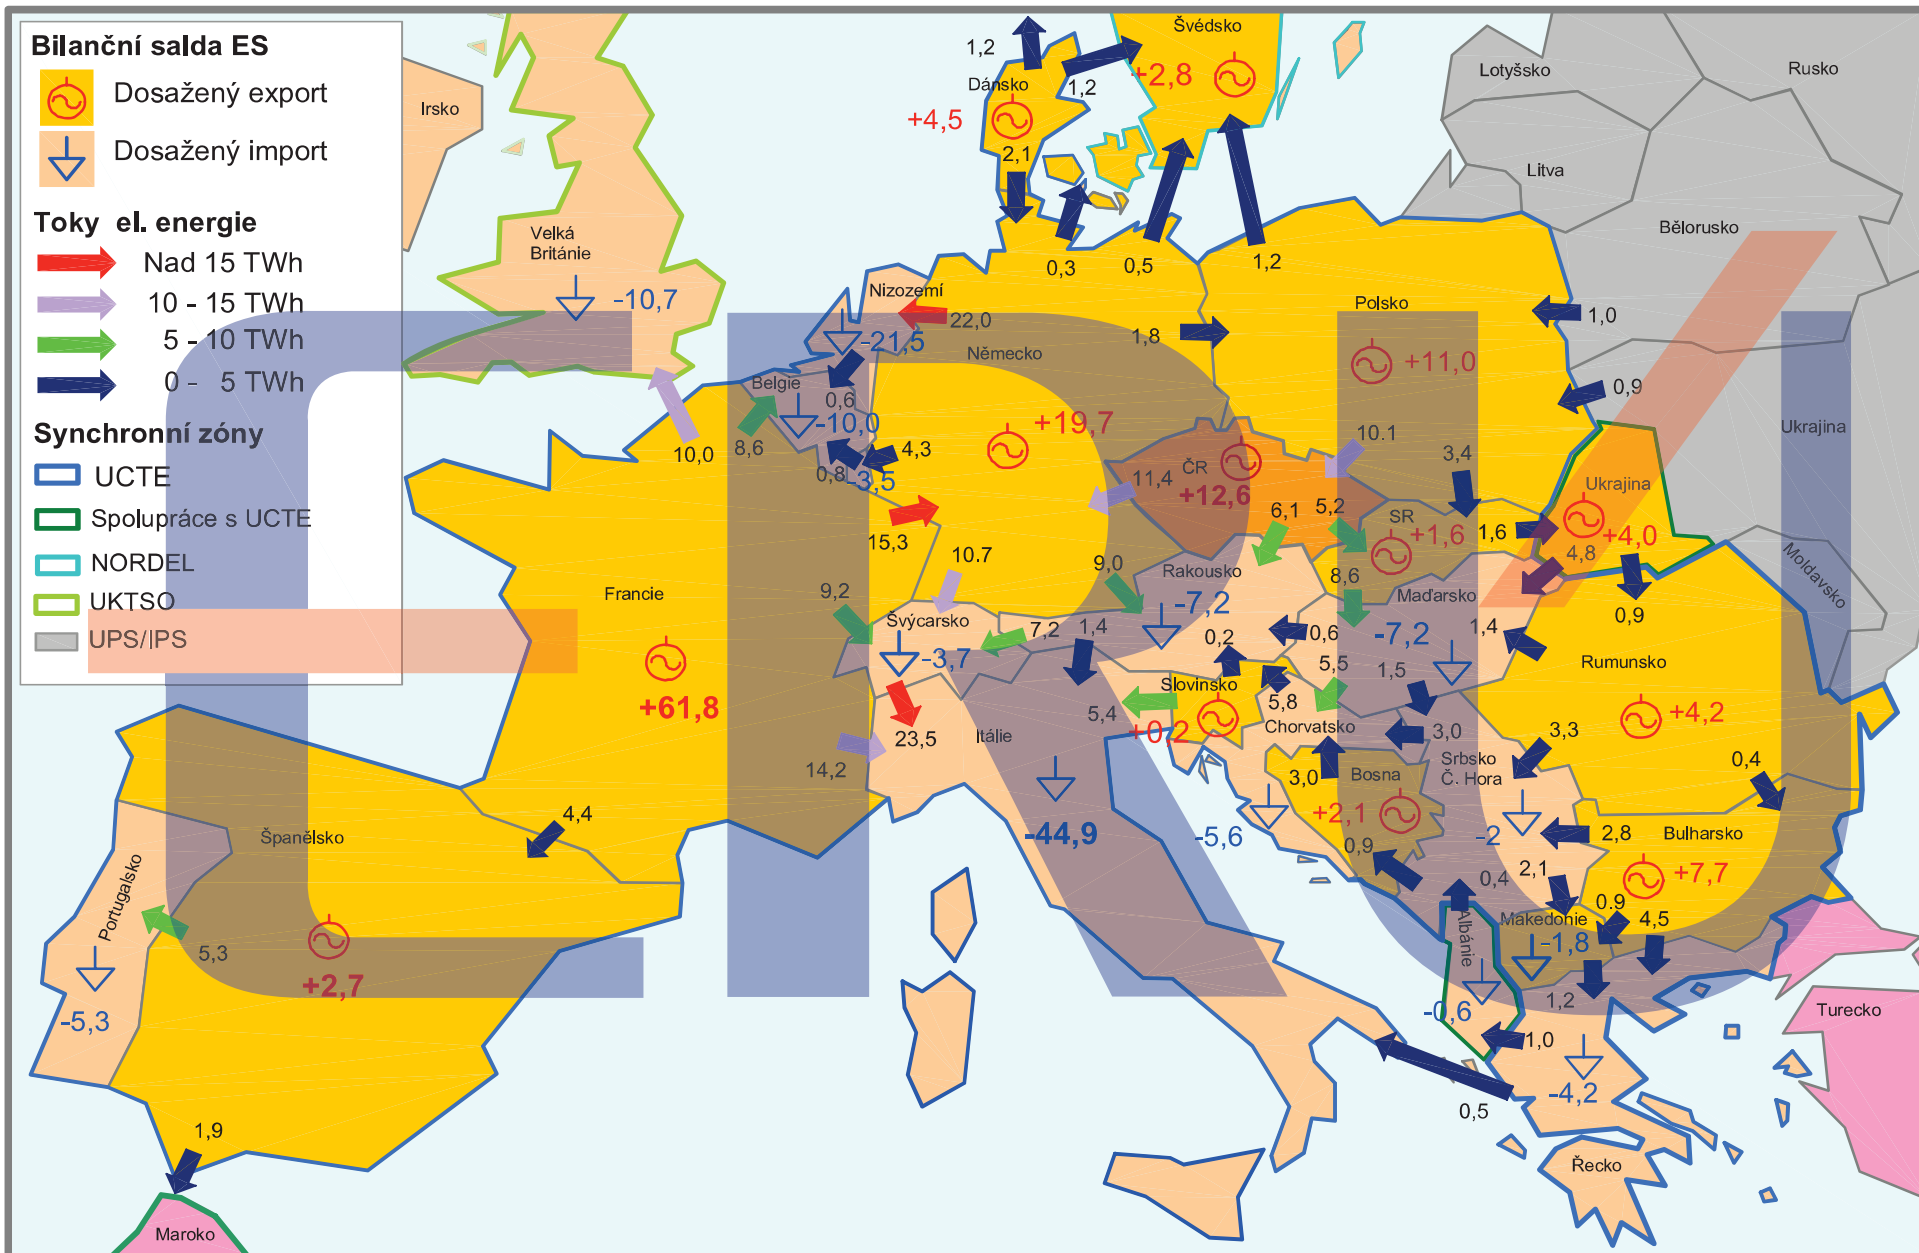 Bilanční salda ES
Dosažený export
Dosažený import
Toky el. energie
Nad 15 TWh
10 - 15 TWh
5 - 10 TWh
0 - 5 TWh
Synchronní zóny
UCTE
Spolupráce s UCTE
NORDEL
UKTSO
UPS/IPS
Irsko
Velká
Británie
-10,7
1,2
Dánsko
+4,5
2,1
1,2
Švédsko
+2,8
Lotyšsko
Rusko
Litva
Bělorusko
0,3
0,5
1,2
Nizozemí
-21,5
22,0
Německo
+19,7
1,8
Polsko
+11,0
1,0
0,9
Ukrajina
Belgie
0,6
-10,0
8,6
10,0
0,8
-3,5
4,3
15,3
11,4
ČR
+12,6
10.1
3,4
Ukrajina
+4,0
4,8
1,6
SR
+1,6
5,2
6,1
8,6
0,9
Moldavsko
Francie
+61,8
9,2
10.7
9,0
Rakousko
-7,2
Maďarsko
-7,2
1,4
Švýcarsko
-3,7
7,2
1,4
0,2
0,6
1,5
5,5
Rumunsko
+4,2
Slovinsko
+0,2
5,4
5,8
Chorvatsko
-5,6
23,5
14,2
Itálie
-44,9
3,0
Bosna
+2,1
3,0
Srbsko
Č. Hora
-2
3,3
0,4
2,8
Bulharsko
+7,7
0,9
0,4
2,1
0.9
4,5
Makedonie
-1,8
Albánie
-0,6
1,2
1,0
0,5
Řecko
-4,2
Turecko
4,4
Španělsko
+2,7
Portugalsko
-5,3
5,3
1,9
Maroko